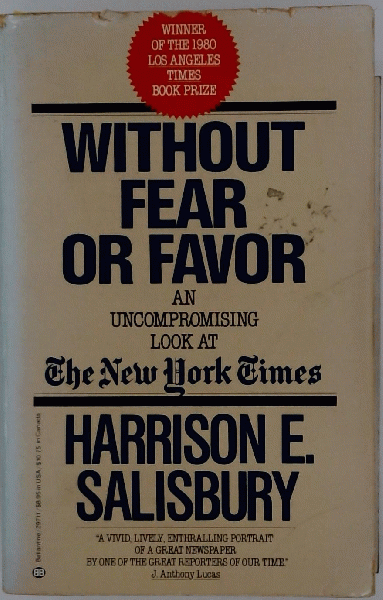 WINNER
OF THE 1980
LOS ANGELES
TIMES
BOOK PRIZE
WITHOUT
FEAR
OR FAVOR
AN
UNCOMPROMISING
LOOK AT
The New York Times
HARRISON E.
SALISBURY
"A VIVID, LIVELY, ENTHRALLING PORTRAIT
OF A GREAT NEWSPAPER
BY ONE OF THE GREAT REPORTERS OF OUR TIME"
J. Anthony Lucas
BB